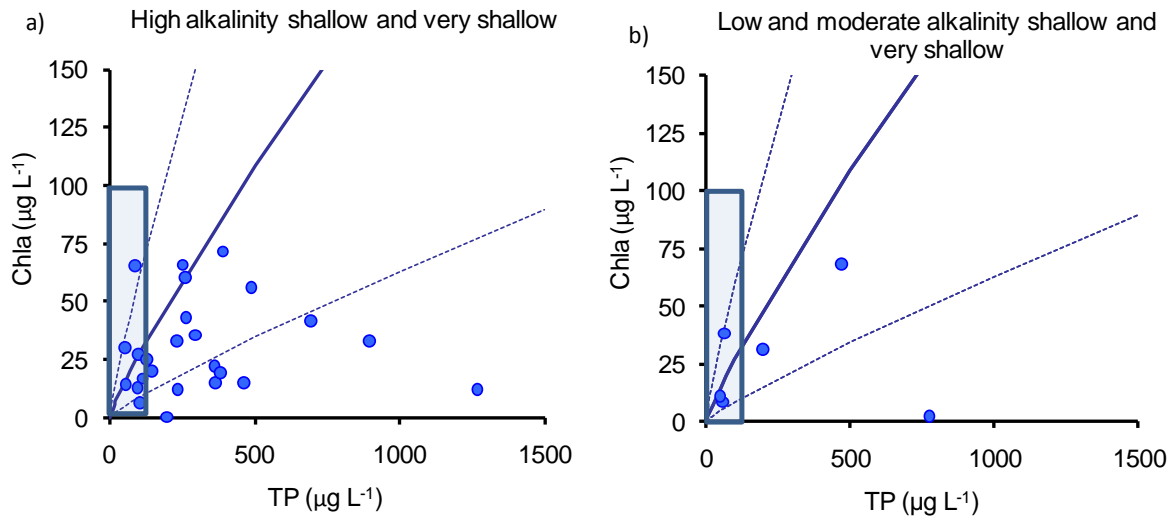 a) High alkalinity shallow and very shallow
150
125
100
75
50
25
0
Chla (µg L-1)
0 500 1000 1500
TP (µg L-1)
b) Low and moderate alkalinity shallow and
very shallow
150
125
100
75
50
25
0
Chla (µg L-1)
0 500 1000 1500
TP (µg L-1)